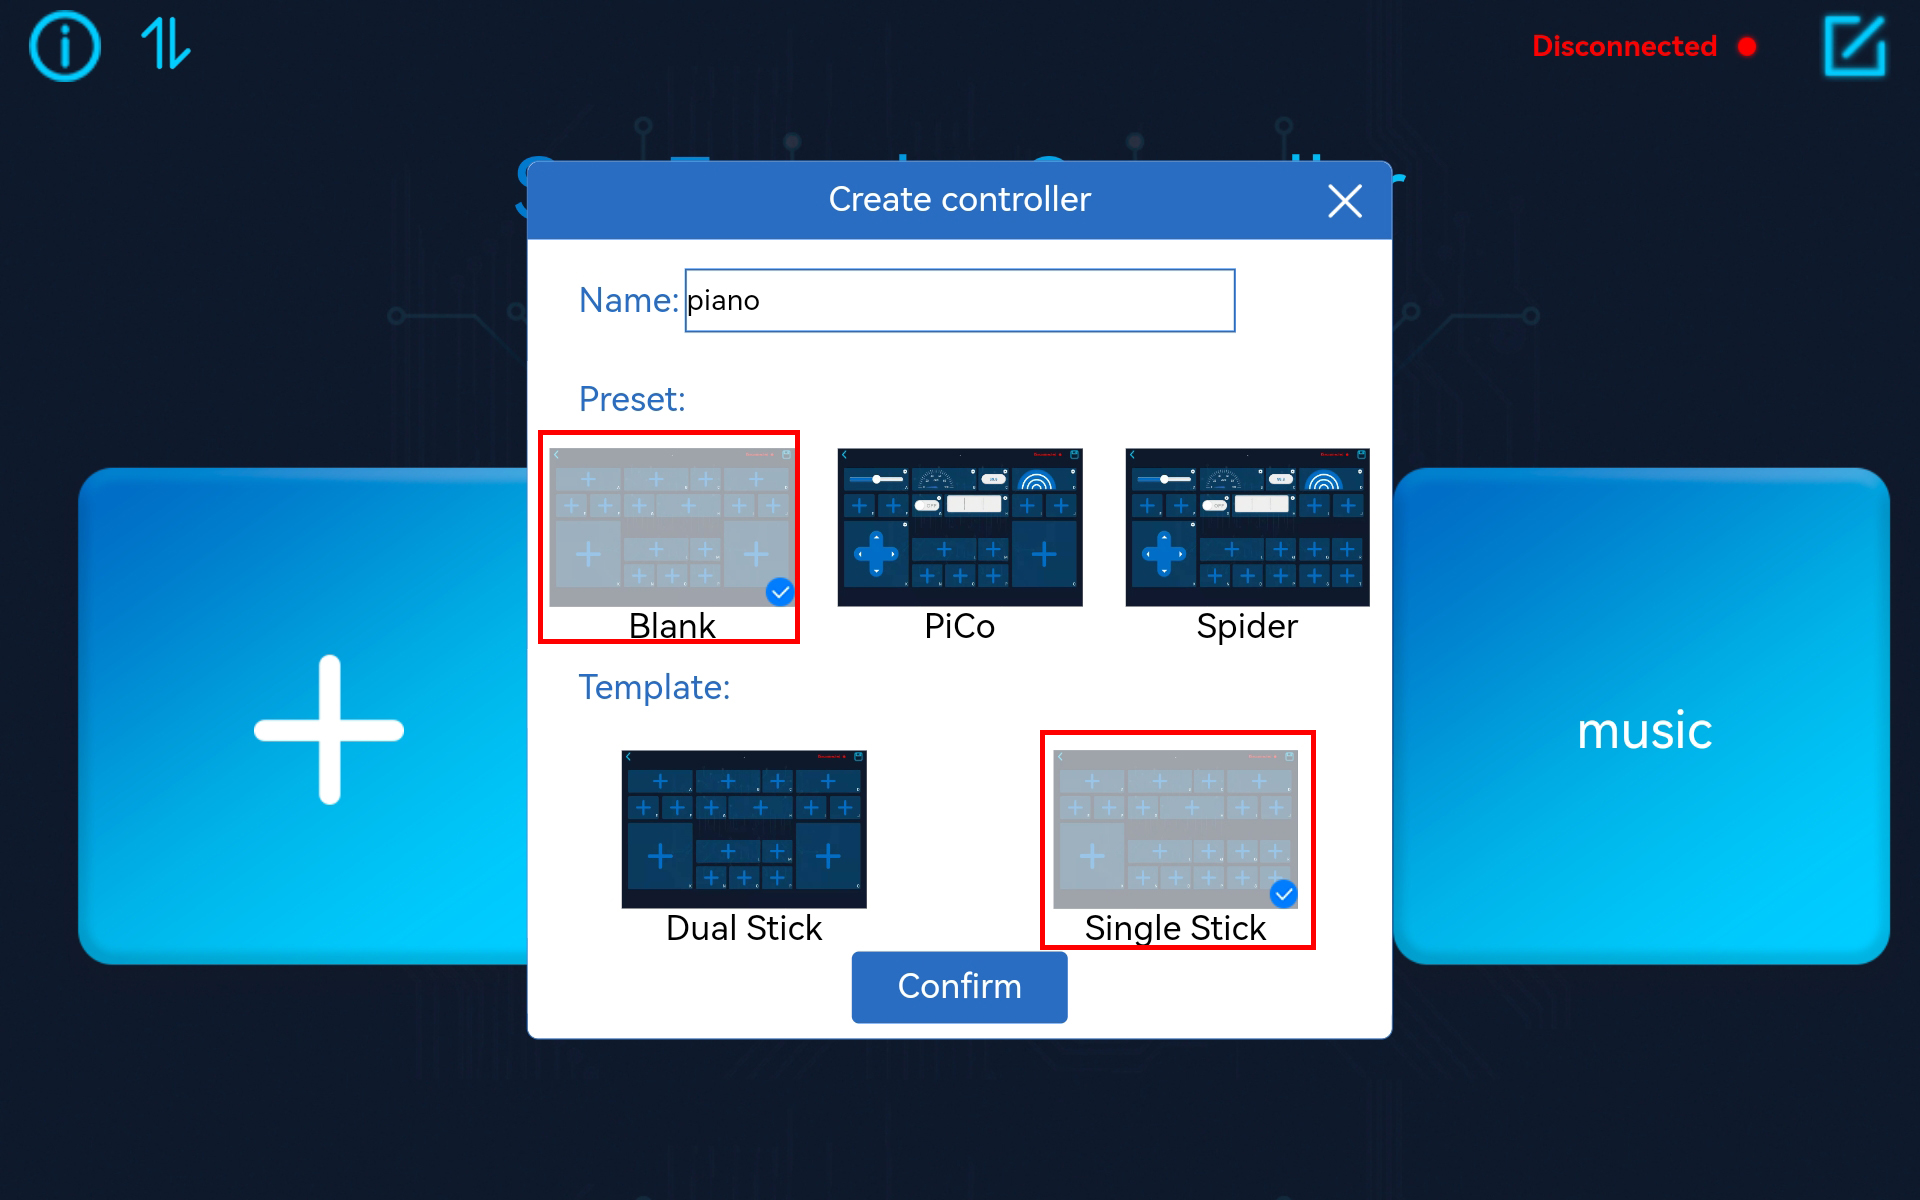 Disconnected
Create controller
Name: piano
Preset:
Blank
PiCo
Spider
Template:
Dual Stick
Single Stick
Confirm
music